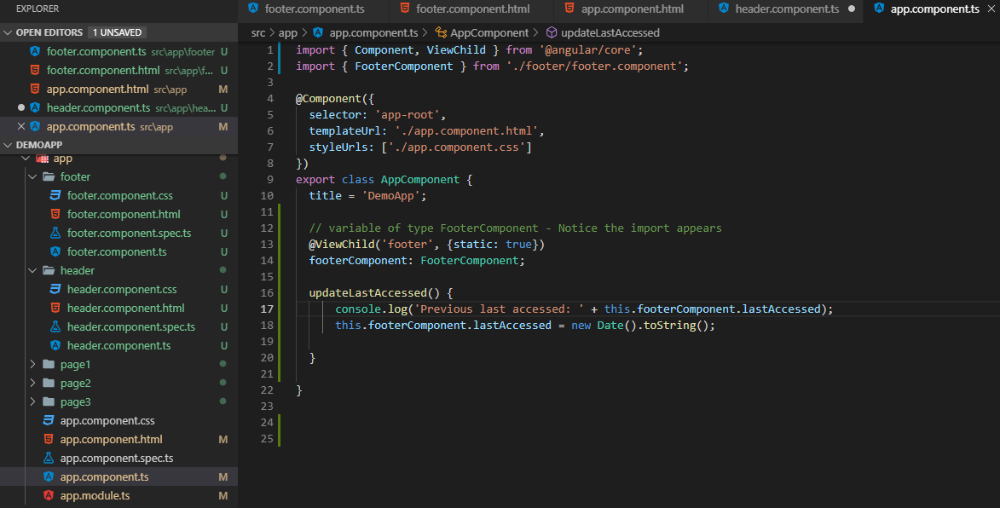 EXPLORER
OPEN EDITORS 1 UNSAVED
footer.component.ts src\app\footer U
footer.component.html src\app\f... U
app.component.html src\app M
header.component.ts src\app\hea... U
app.component.ts src\app M
DEMOAPP
app
footer
footer.component.css U
footer.component.html U
footer.component.spec.ts U
footer.component.ts U
header
header.component.css U
header.component.html U
header.component.spec.ts U
header.component.ts U
page1
page2
page3
app.component.css
app.component.html M
app.component.spec.ts
app.component.ts M
app.module.ts M
footer.component.ts footer.component.html app.component.html header.component.ts app.component.ts
src > app > app.component.ts > AppComponent > updateLastAccessed
1 import { Component, ViewChild } from '@angular/core';
2 import { FooterComponent } from './footer/footer.component';
3
4 @Component({
5 selector: 'app-root',
6 templateUrl: './app.component.html',
7 styleUrls: ['./app.component.css']
8 })
9 export class AppComponent {
10 title = 'DemoApp';
11
12 // variable of type FooterComponent - Notice the import appears
13 @ViewChild('footer', {static: true})
14 footerComponent: FooterComponent;
15
16 updateLastAccessed() {
17 console.log('Previous last accessed: ' + this.footerComponent.lastAccessed);
18 this.footerComponent.lastAccessed = new Date().toString();
19
20 }
21
22 }
23
24
25